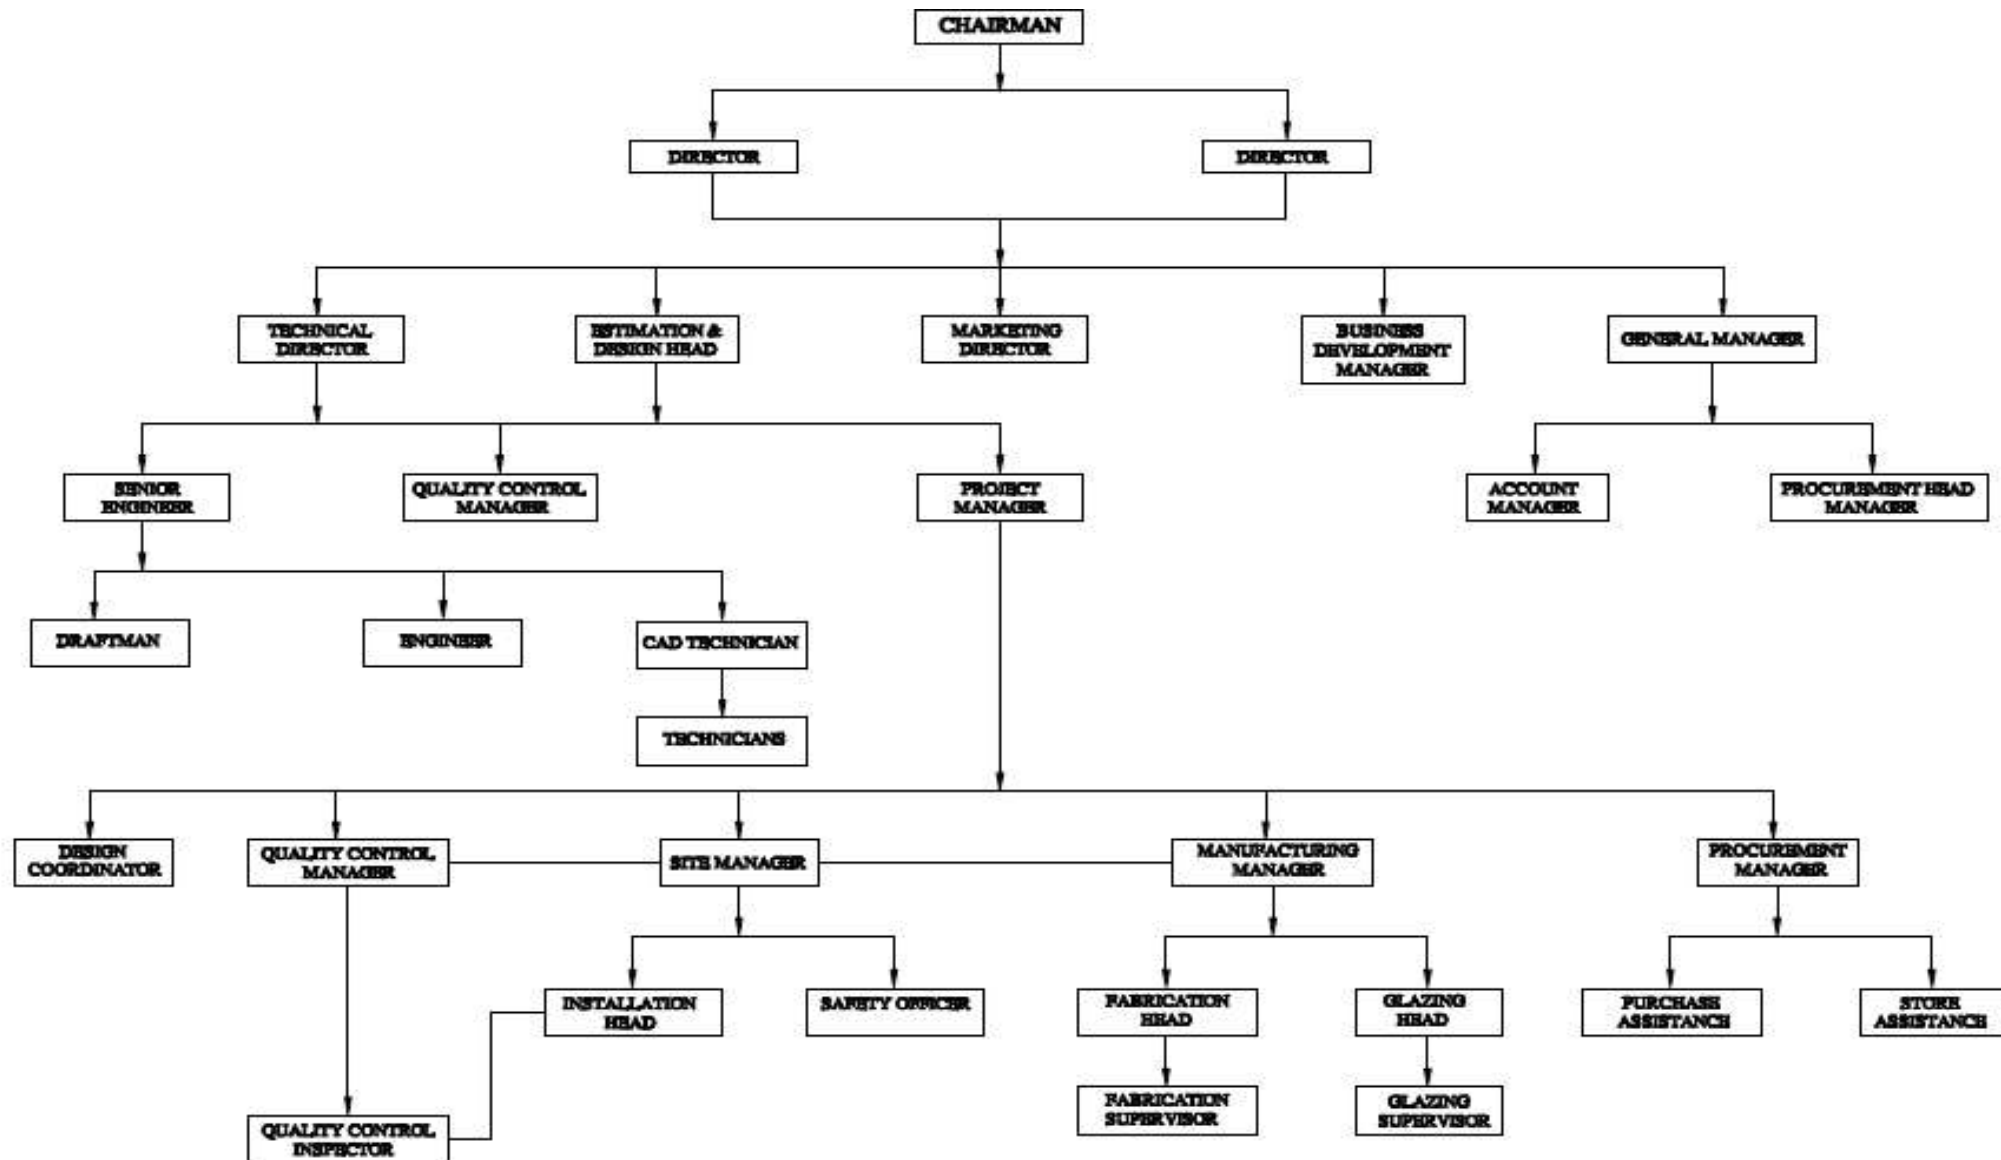 CHAIRMAN
DIRECTOR
DIRECTOR
TECHNICAL
DIRECTOR
ESTIMATION &
DESIGN HEAD
MARKETING
DIRECTOR
BUSINESS
DEVELOPMENT
MANAGER
GENERAL MANAGER
SENIOR
ENGINEER
QUALITY CONTROL
MANAGER
PROJECT
MANAGER
ACCOUNT
MANAGER
PROCUREMENT HEAD
MANAGER
DRAFTMAN
ENGINEER
CAD TECHNICIAN
TECHNICIANS
DESIGN
COORDINATOR
QUALITY CONTROL
MANAGER
SITE MANAGER
MANUFACTURING
MANAGER
PROCUREMENT
MANAGER
INSTALLATION
HEAD
SAFETY OFFICER
FABRICATION
HEAD
GLAZING
HEAD
PURCHASE
ASSISTANCE
STORE
ASSISTANCE
FABRICATION
SUPERVISOR
GLAZING
SUPERVISOR
QUALITY CONTROL
INSPECTOR